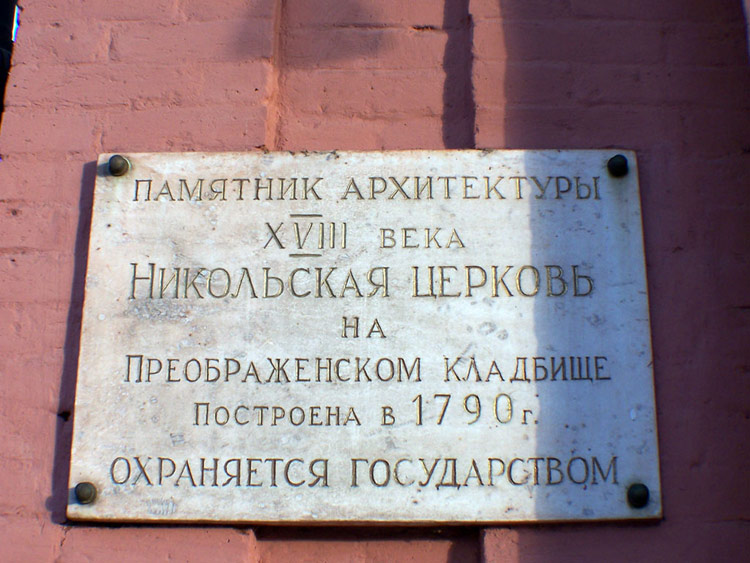 ПАМЯТНИК АРХИТЕКТУРЫ
XVIII ВЕКА
НИКОЛЬСКАЯ ЦЕРКОВЬ
НА
ПРЕОБРАЖЕНСКОМ КЛАДБИЩЕ
ПОСТРОЕНА В 1790 г.
ОХРАНЯЕТСЯ ГОСУДАРСТВОМ